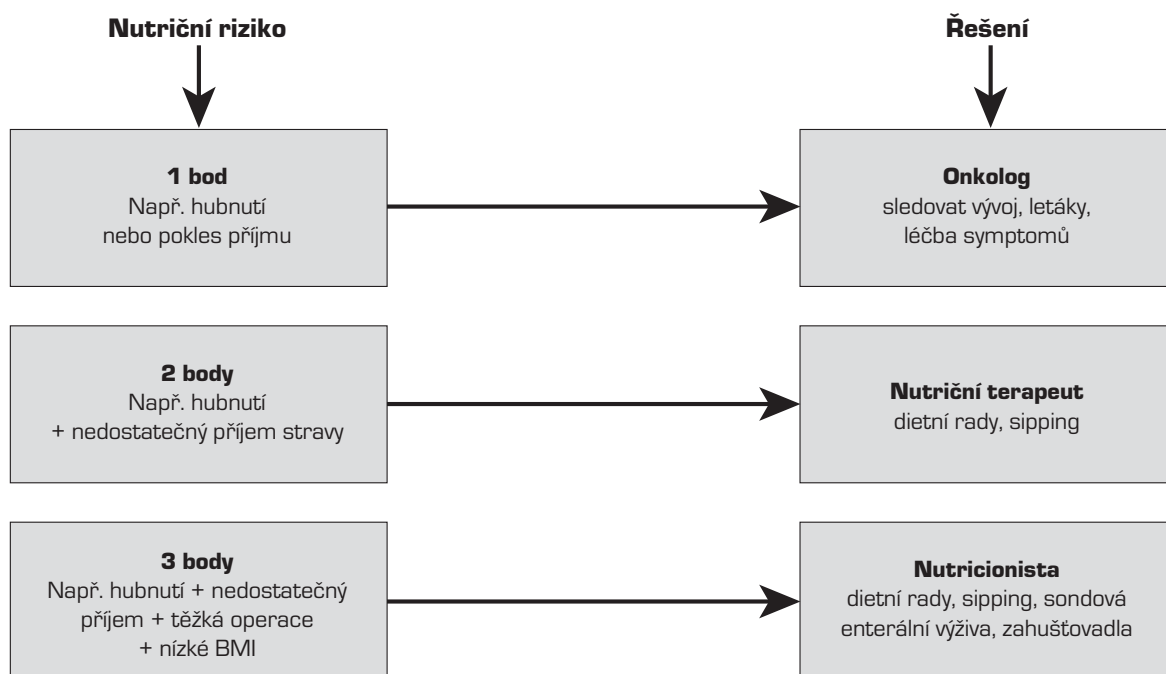 Nutriční riziko
Řešení
1 bod
Např. hubnutí
nebo pokles příjmu
Onkolog
sledovat vývoj, letáky,
léčba symptomů
2 body
Např. hubnutí
+ nedostatečný příjem stravy
Nutriční terapeut
dietní rady, sipping
3 body
Např. hubnutí + nedostatečný
příjem + těžká operace
+ nízké BMI
Nutricionista
dietní rady, sipping, sondová
enterální výživa, zahušťovadla